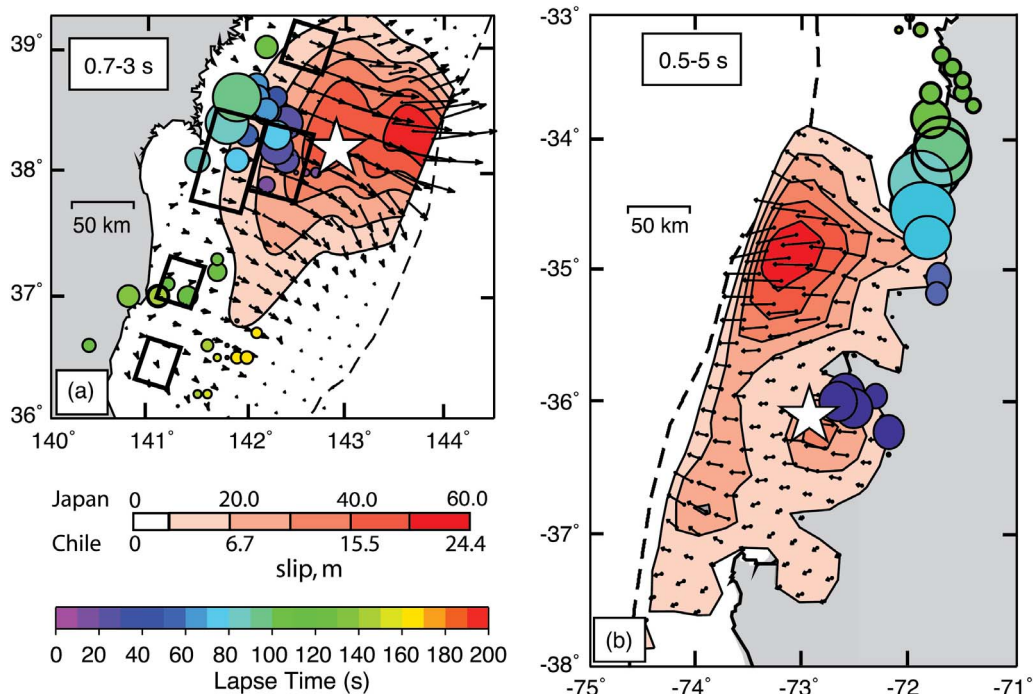 39°
38°
37°
36°
0.7-3 s
50 km
(a)
140° 141° 142° 143° 144°
Japan 0 20.0 40.0 60.0
Chile 0 6.7 15.5 24.4
slip, m
0 20 40 60 80 100 120 140 160 180 200
Lapse Time (s)
-33°
-34°
-35°
-36°
-37°
-38°
0.5-5 s
50 km
(b)
-75° -74° -73° -72° -71°